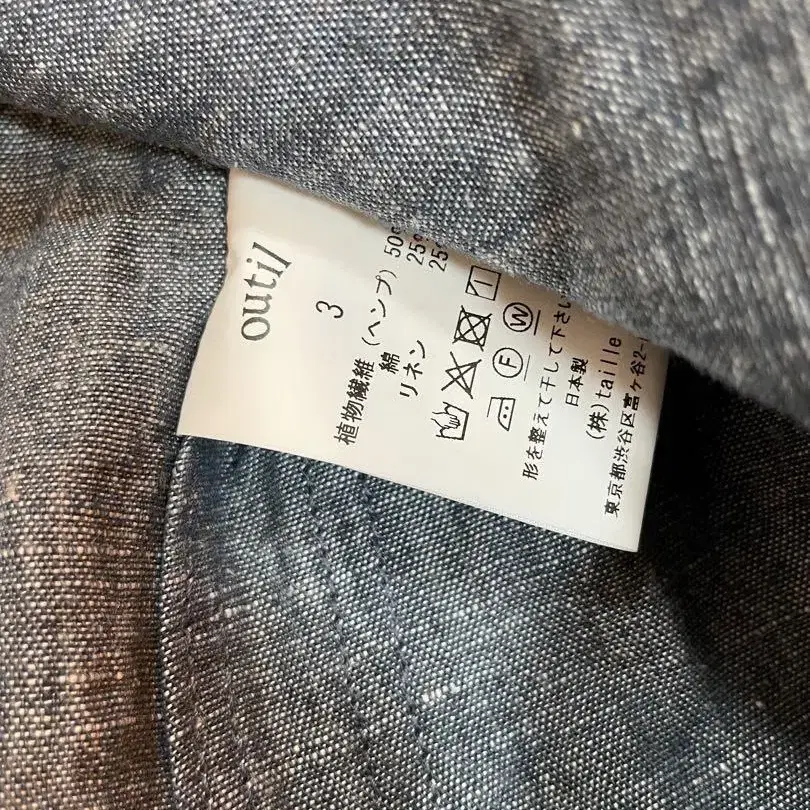 outil
3
植物繊維 (ヘンプ) 50
綿 25
リネン 25
F W
形を整えて干して下さい
日本製
(株)taille
東京都渋谷区富ヶ谷2-